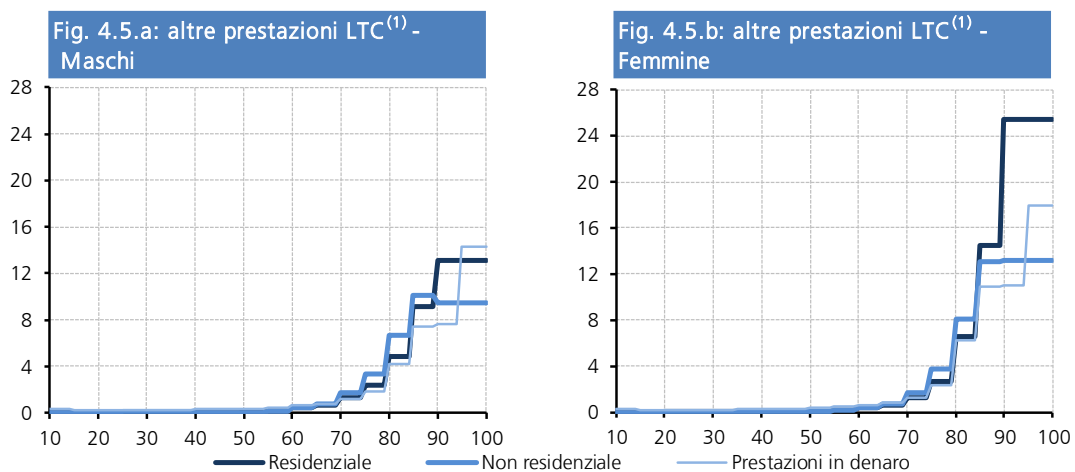 Fig. 4.5.a: altre prestazioni LTC(1) -
Maschi
28
24
20
16
12
8
4
0
10 20 30 40 50 60 70 80 90 100
Fig. 4.5.b: altre prestazioni LTC(1) -
Femmine
28
24
20
16
12
8
4
0
10 20 30 40 50 60 70 80 90 100
Residenziale Non residenziale Prestazioni in denaro